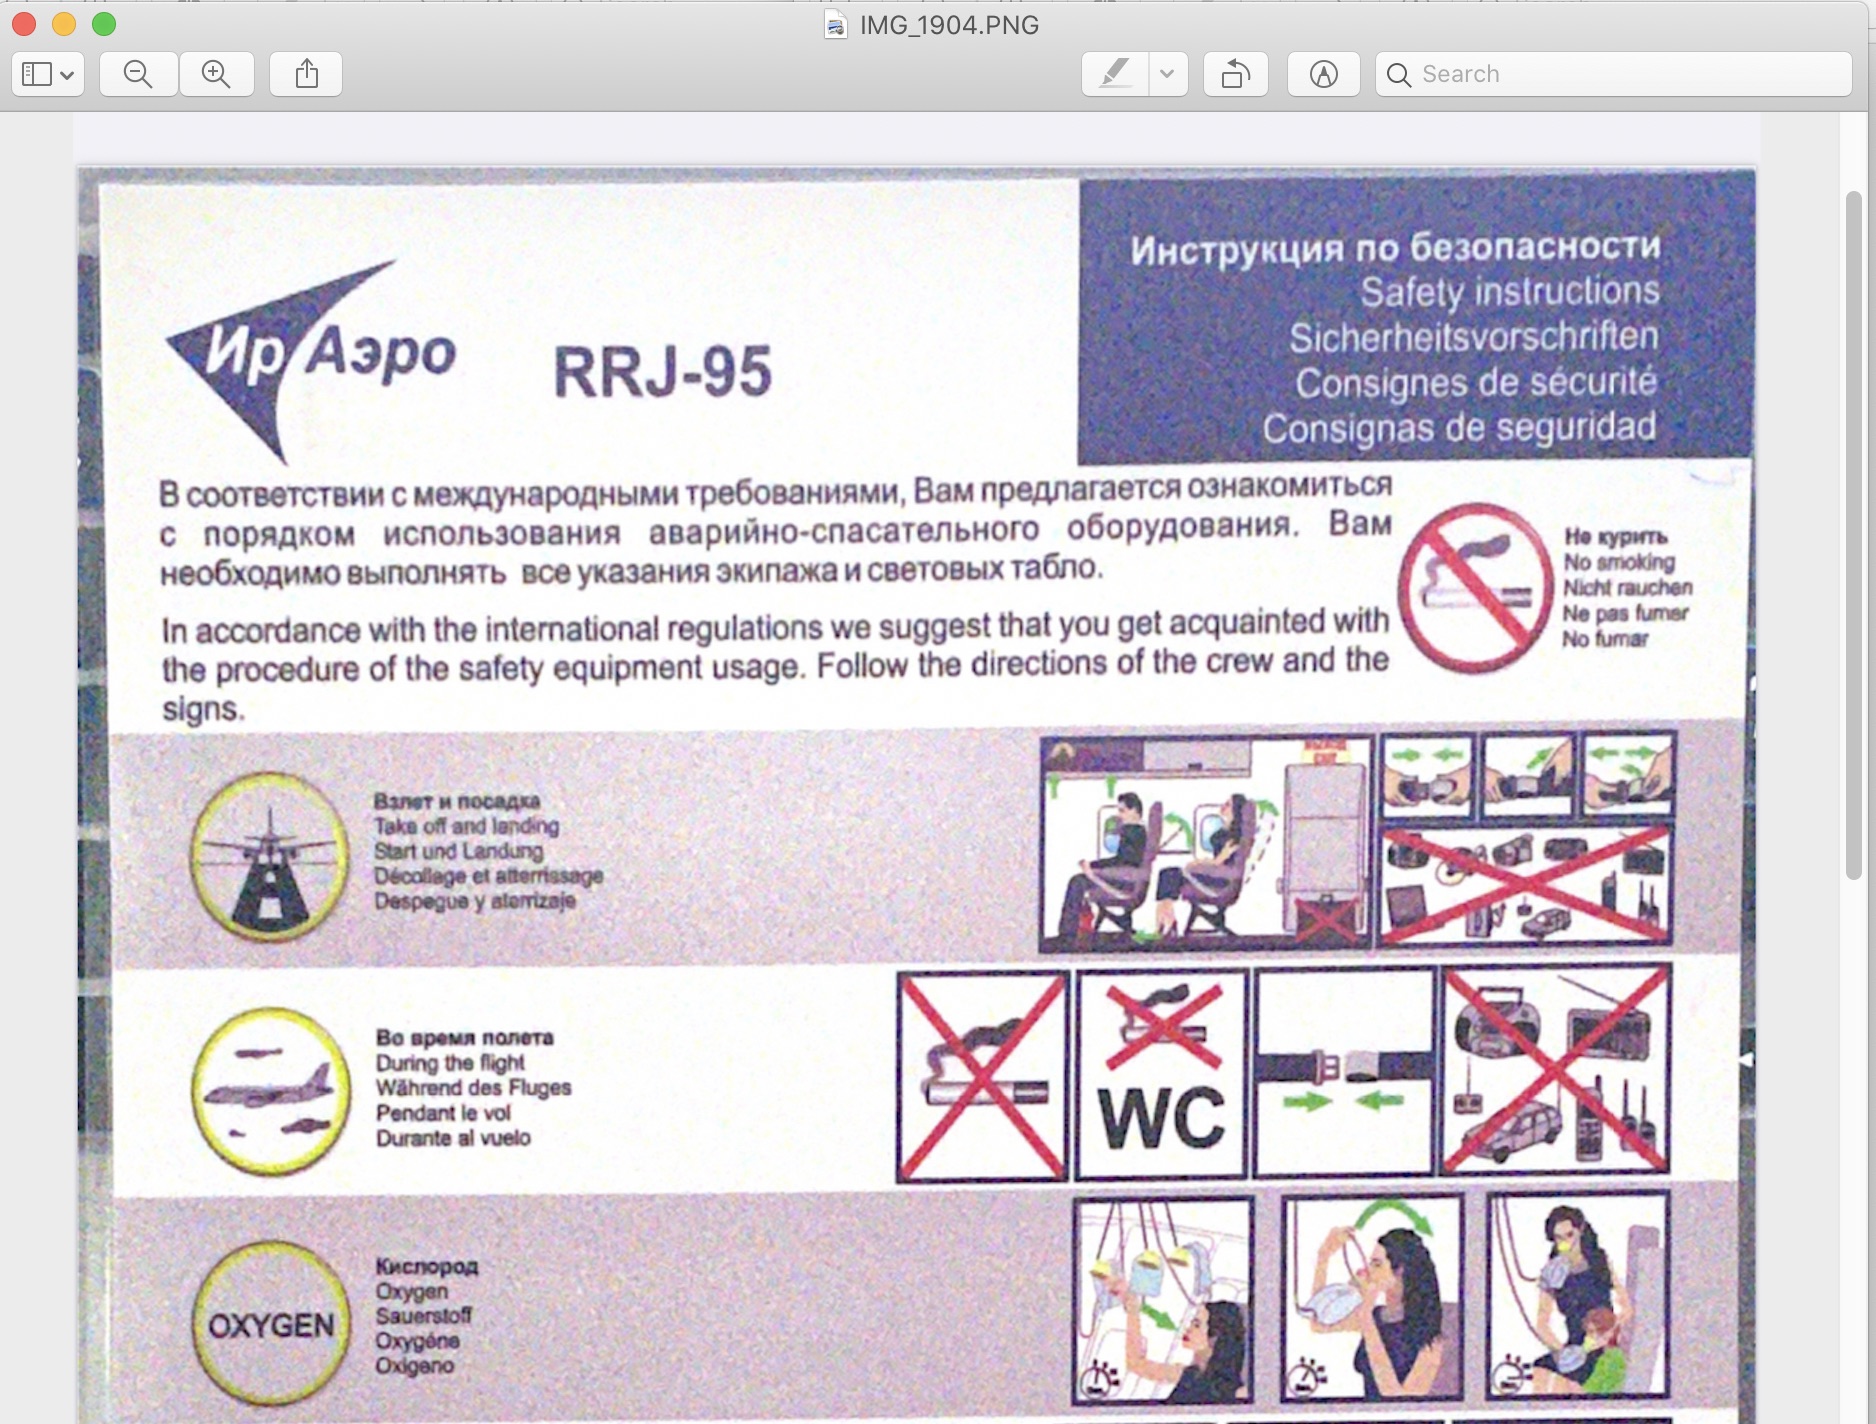 IMG_1904.PNG
Search
ИрАэро
RRJ-95
Инструкция по безопасности
Safety instructions
Sicherheitsvorschriften
Consignes de sécurité
Consignas de seguridad
В соответствии с международными требованиями, Вам предлагается ознакомиться
с порядком использования аварийно-спасательного оборудования. Вам
необходимо выполнять все указания экипажа и световых табло.
In accordance with the international regulations we suggest that you get acquainted with
the procedure of the safety equipment usage. Follow the directions of the crew and the
signs.
Не курить
No smoking
Nicht rauchen
Ne pas fumer
No fumar
Взлет и посадка
Take off and landing
Start und Landung
Décollage et atterrissage
Despegue y aterrizaje
Во время полета
During the flight
Während des Fluges
Pendant le vol
Durante al vuelo
WC
OXYGEN
Кислород
Oxygen
Sauerstoff
Oxygéne
Oxigeno